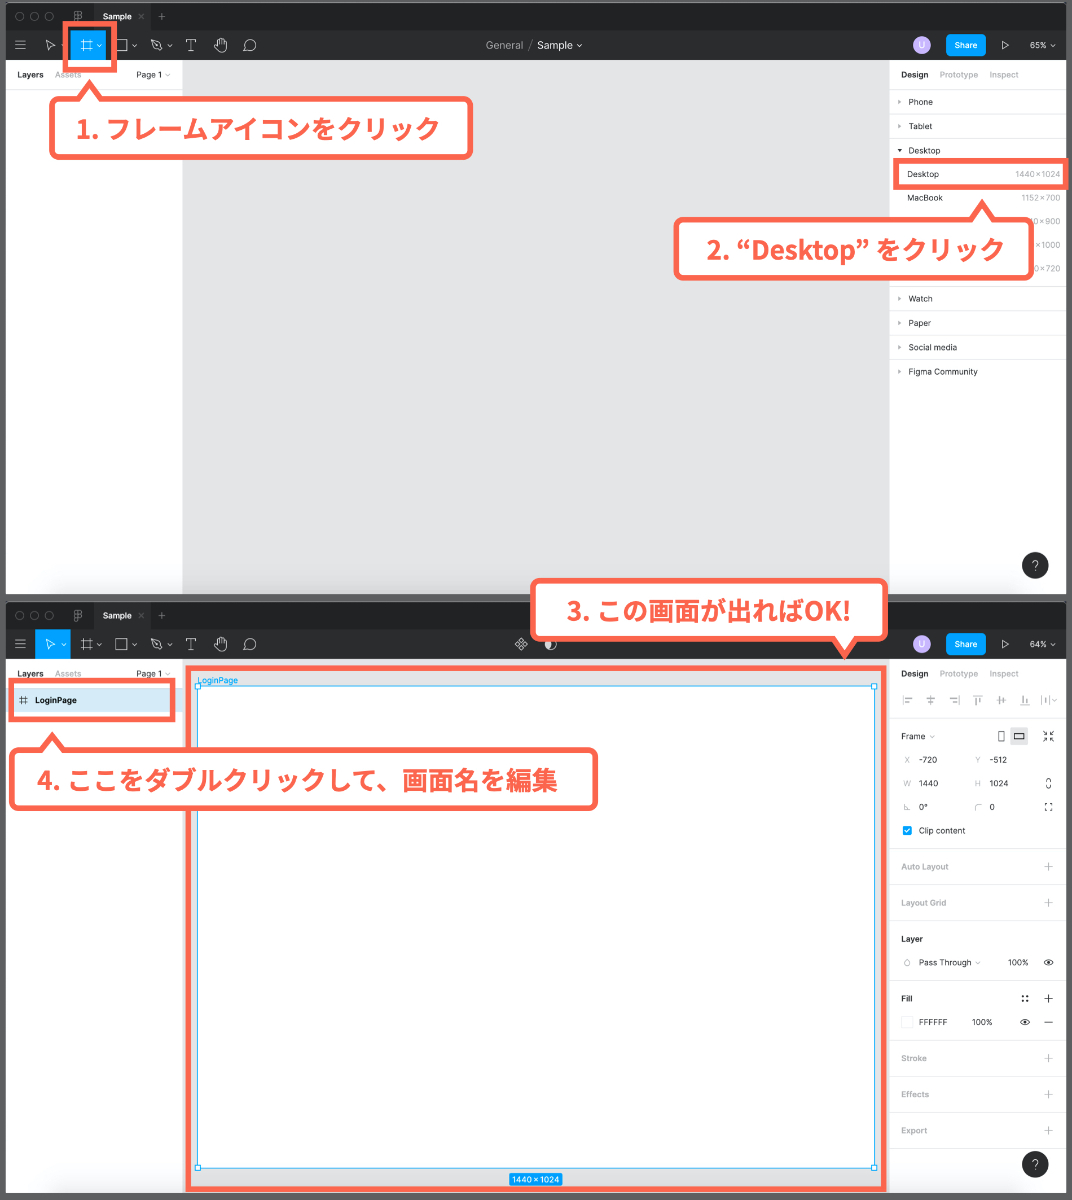 Sample
General / Sample
U
Share
65%
Layers
Assets
Page 1
Design
Prototype
Inspect
1. フレームアイコンをクリック
Phone
Tablet
Desktop
Desktop 1440×1024
MacBook 1152×700
2. “Desktop” をクリック
0×900
×1000
0×720
Watch
Paper
Social media
Figma Community
?
3. この画面が出ればOK!
Sample
U
Share
64%
Layers
Assets
Page 1
Design
Prototype
Inspect
LoginPage
LoginPage
4. ここをダブルクリックして、画面名を編集
Frame
X -720 Y -512
W 1440 H 1024
0° 0
Clip content
Auto Layout
Layout Grid
Layer
Pass Through 100%
Fill
FFFFFF 100%
Stroke
Effects
Export
?
1440 × 1024